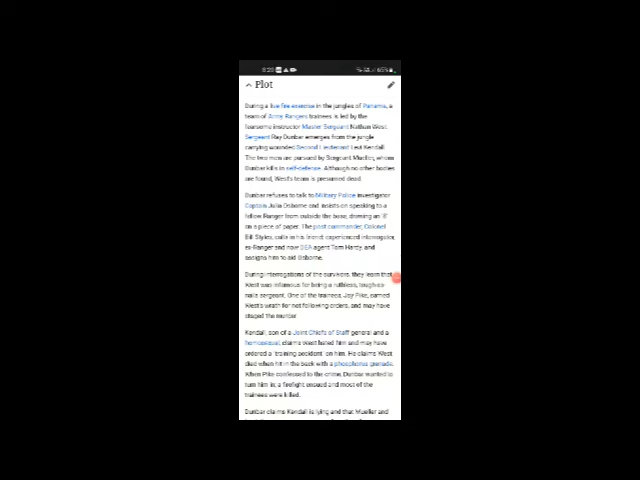 Plot
During a live fire exercise in the jungles of Panama, a
team of Army Rangers trainees is led by the
fearsome instructor Master Sergeant Nathan West.
Sergeant Ray Dunbar emerges from the jungle
carrying wounded Second Lieutenant Levi Kendall.
The two men are pursued by Sergeant Mueller, whom
Dunbar kills in self-defense. Although no other bodies
are found, West's team is presumed dead.
Dunbar refuses to talk to Military Police investigator
Captain Julia Osborne and insists on speaking to a
fellow Ranger from outside the base, drawing an '8'
on a piece of paper. The post commander, Colonel
Bill Styles, calls in his friend, experienced interrogator,
ex-Ranger and now DEA agent Tom Hardy and
assigns him to aid Osborne.
During interrogations of the survivors, they learn that
West was infamous for being a ruthless, tough-as-
nails sergeant. One of the trainees, Jay Pike, earned
West's wrath for not following orders, and may have
staged the murder.
Kendall, son of a Joint Chiefs of Staff general and a
homosexual, claims West hated him and may have
ordered a 'training accident' on him. He claims West
died when hit in the back with a phosphorus grenade.
When Pike confessed to the crime, Dunbar wanted to
turn him in; a firefight ensued and most of the
trainees were killed.
Dunbar claims Kendall is lying and that Mueller and